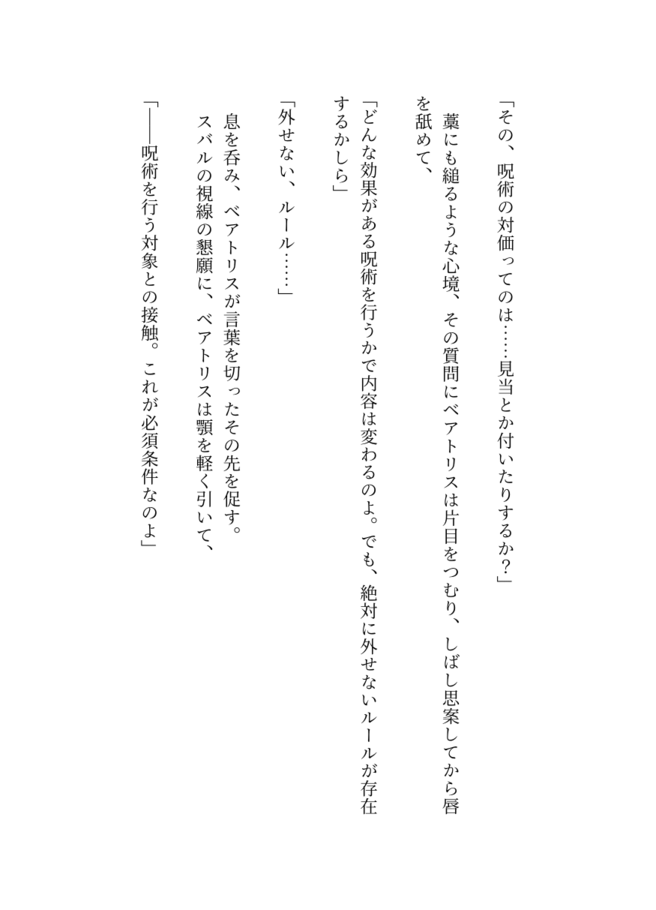 「その、呪術の対価ってのは……見当とか付いたりするか？」
藁にも縋るような心境、その質問にベアトリスは片目をつむり、しばし思案してから唇
を舐めて、
「どんな効果がある呪術を行うかで内容は変わるのよ。でも、絶対に外せないルールが存在
するかしら」
「外せない、ルール……」
息を呑み、ベアトリスが言葉を切ったその先を促す。
スバルの視線の懇願に、ベアトリスは顎を軽く引いて、
「――呪術を行う対象との接触。これが必須条件なのよ」